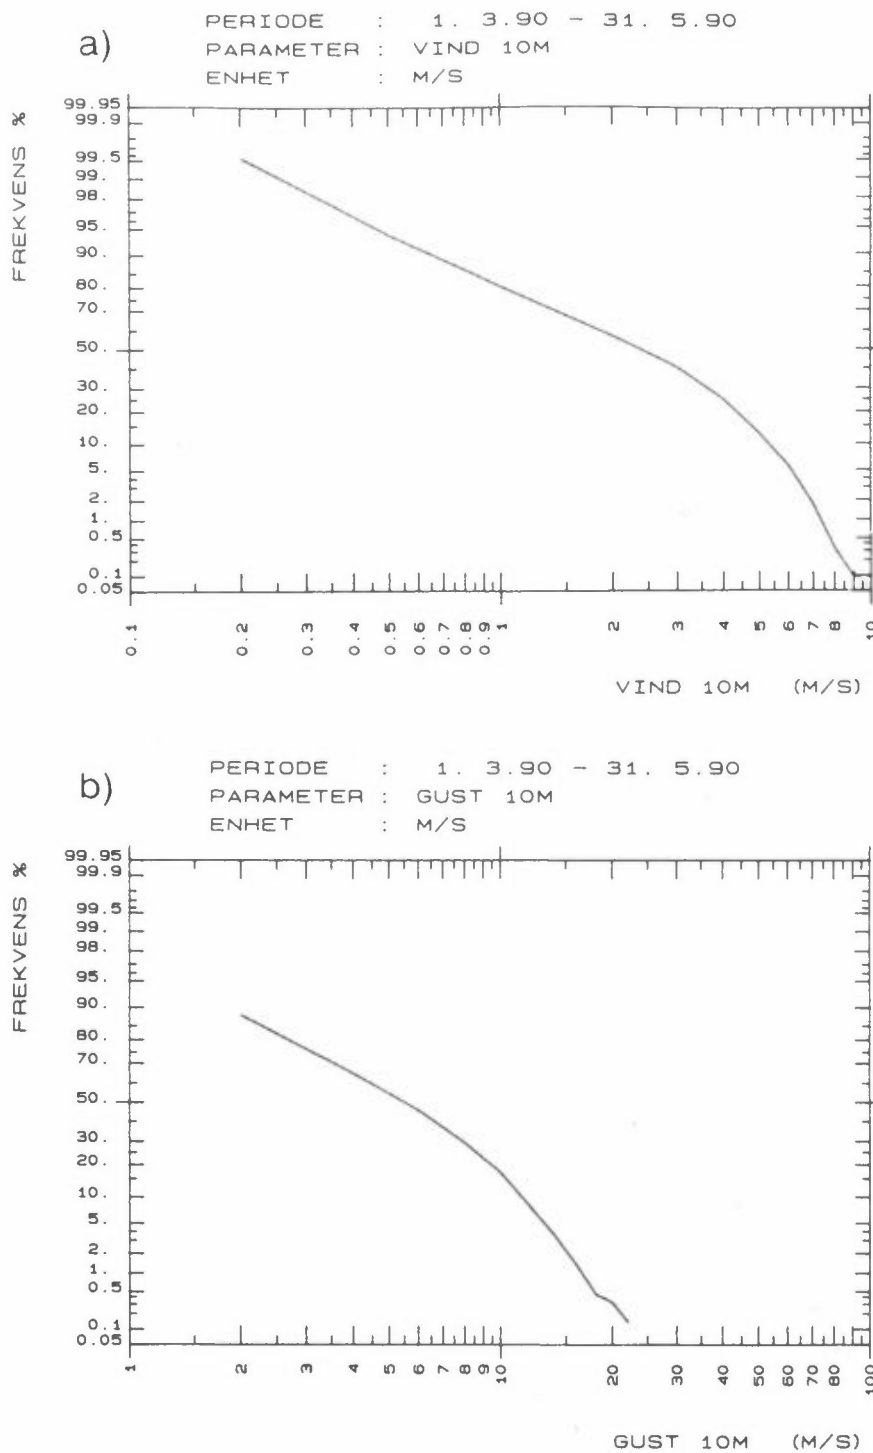 a)
PERIODE : 1. 3.90 - 31. 5.90
PARAMETER : VIND 10M
ENHET : M/S
FREKVENS %
99.95
99.9
99.5
99.
98.
95.
90.
80.
70.
50.
30.
20.
10.
5.
2.
1.
0.5
0.1
0.05
0.1 0.2 0.3 0.4 0.5 0.6 0.7 0.8 0.9 1 2 3 4 5 6 7 8 10
VIND 10M (M/S)
b)
PERIODE : 1. 3.90 - 31. 5.90
PARAMETER : GUST 10M
ENHET : M/S
FREKVENS %
99.95
99.9
99.5
99.
98.
95.
90.
80.
70.
50.
30.
20.
10.
5.
2.
1.
0.5
0.1
0.05
1 2 3 4 5 6 7 8 9 10 20 30 40 50 60 70 80 100
GUST 10M (M/S)